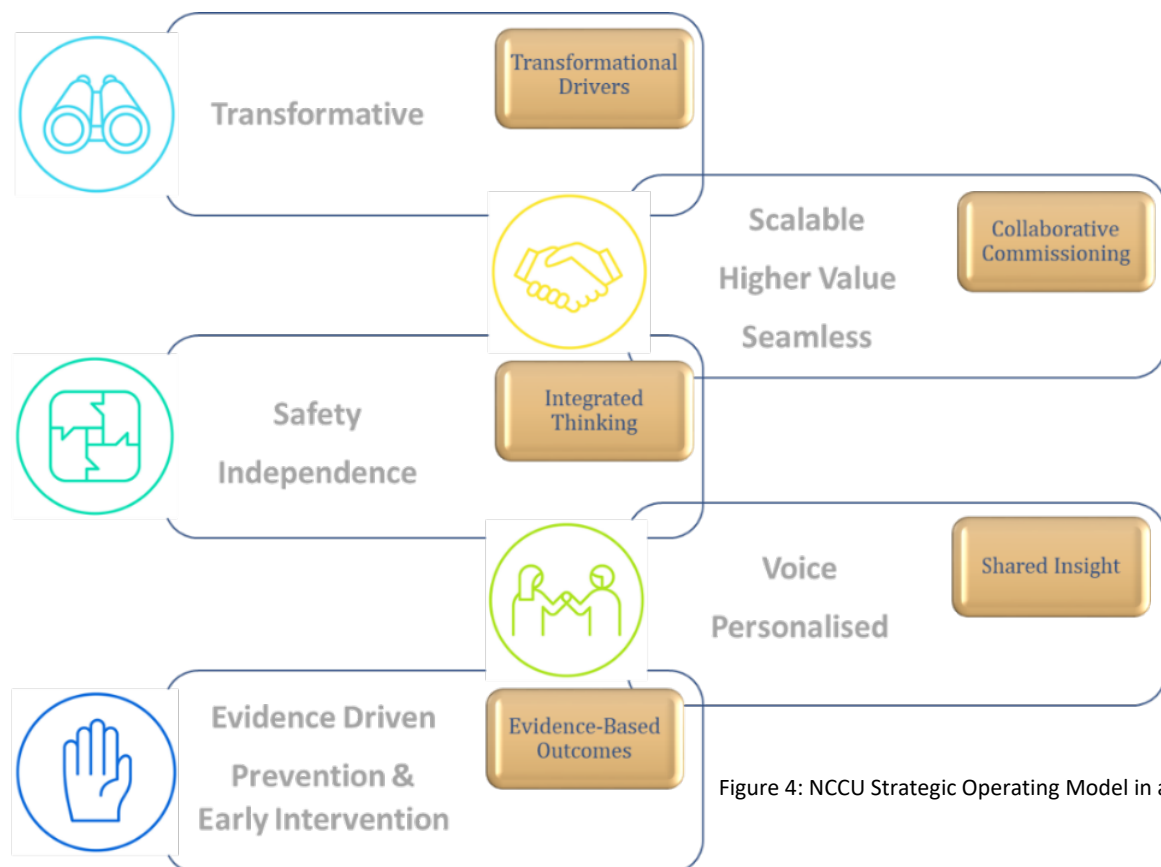 Transformative
Transformational
Drivers
Scalable
Higher Value
Seamless
Collaborative
Commissioning
Safety
Independence
Integrated
Thinking
Voice
Personalised
Shared Insight
Evidence Driven
Prevention &
Early Intervention
Evidence-Based
Outcomes
Figure 4: NCCU Strategic Operating Model in a